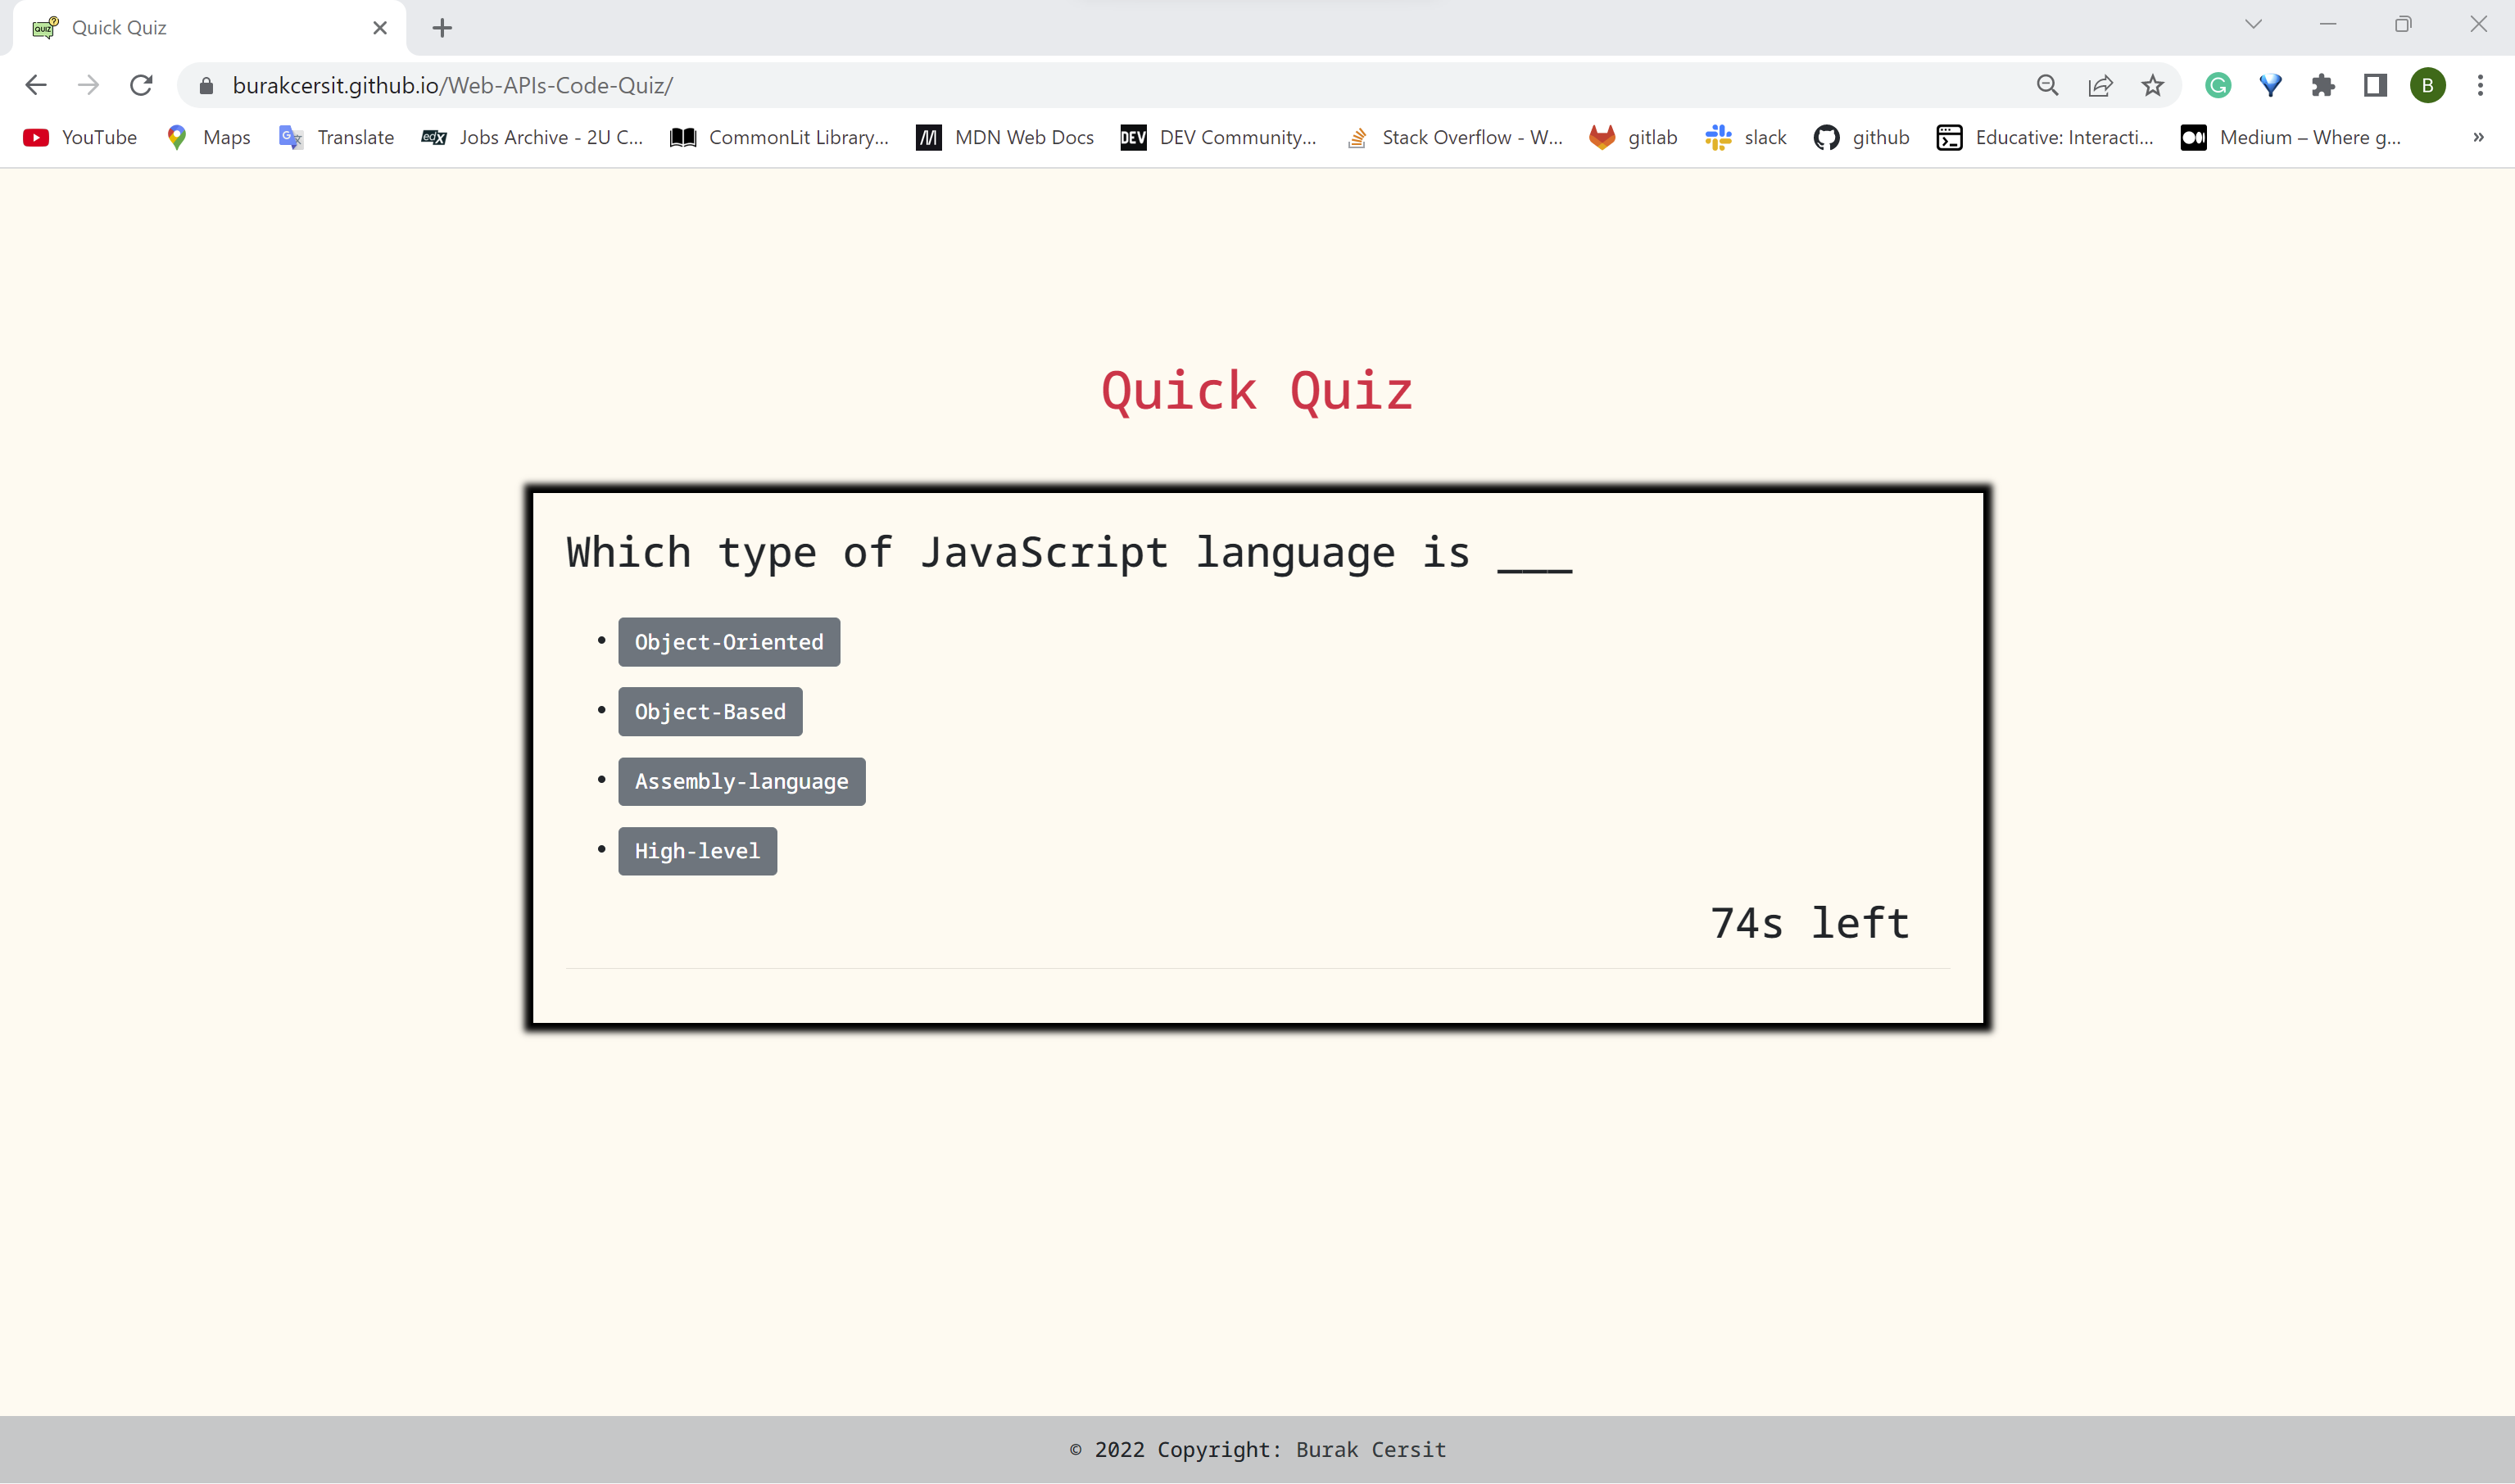 Quick Quiz
burakcersit.github.io/Web-APIs-Code-Quiz/
B
YouTube Maps Translate edX Jobs Archive - 2U C... CommonLit Library... MDN Web Docs DEV DEV Community... Stack Overflow - W... gitlab slack github Educative: Interacti... Medium – Where g... »
Quick Quiz
Which type of JavaScript language is ___
• Object-Oriented
• Object-Based
• Assembly-language
• High-level
74s left
© 2022 Copyright: Burak Cersit